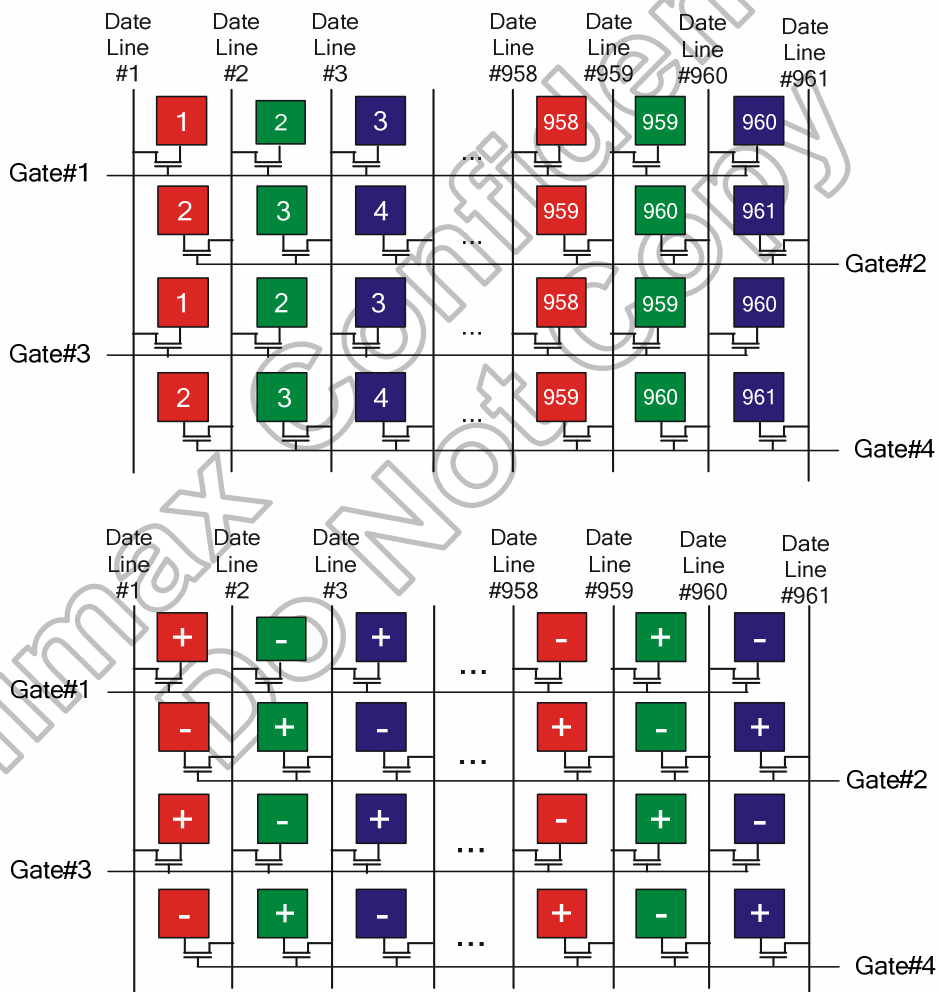 Date Line #1 Date Line #2 Date Line #3 Date Line #958 Date Line #959 Date Line #960 Date Line #961
1 2 3 ... 958 959 960
Gate#1
2 3 4 ... 959 960 961
Gate#2
1 2 3 ... 958 959 960
Gate#3
2 3 4 ... 959 960 961
Gate#4
Date Line #1 Date Line #2 Date Line #3 Date Line #958 Date Line #959 Date Line #960 Date Line #961
+ - + ... - + -
Gate#1
- + - ... + - +
Gate#2
+ - + ... - + -
Gate#3
- + - ... + - +
Gate#4
Do Not Copy